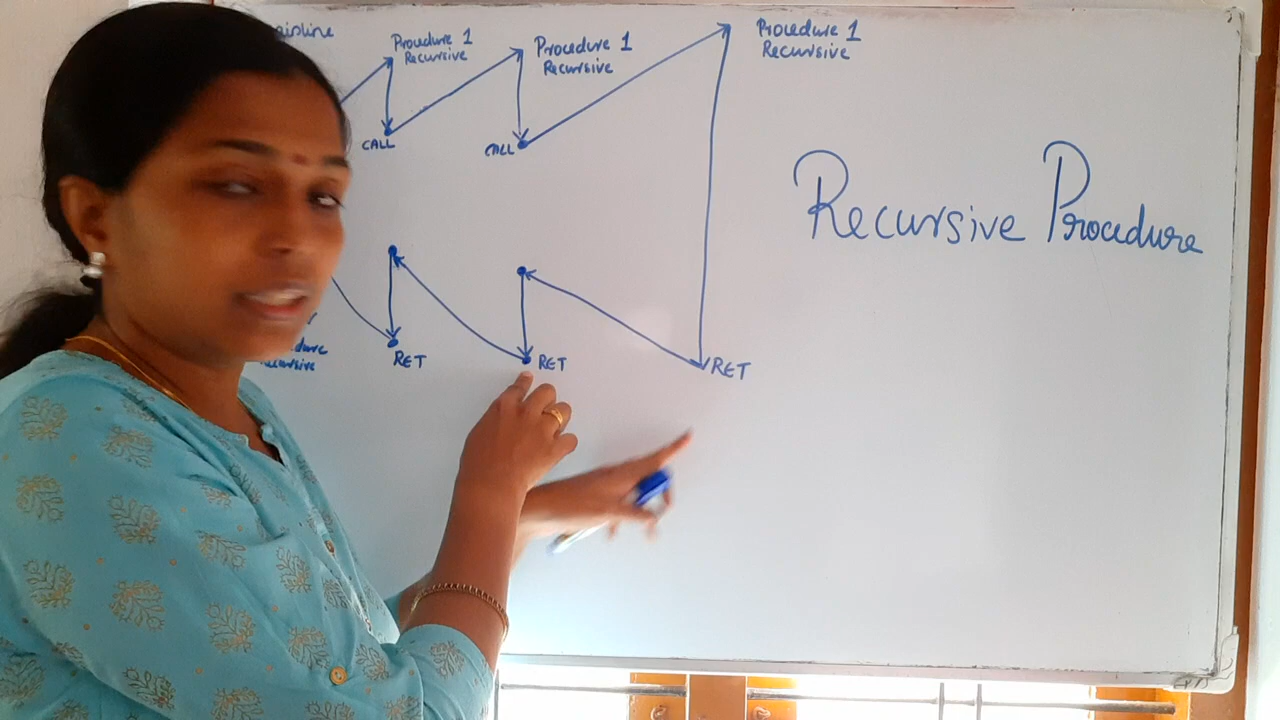 Procedure 1
Recursive
Procedure 1
Recursive
Procedure 1
Recursive
CALL
CALL
Recursive Procedure
RET
RET
RET